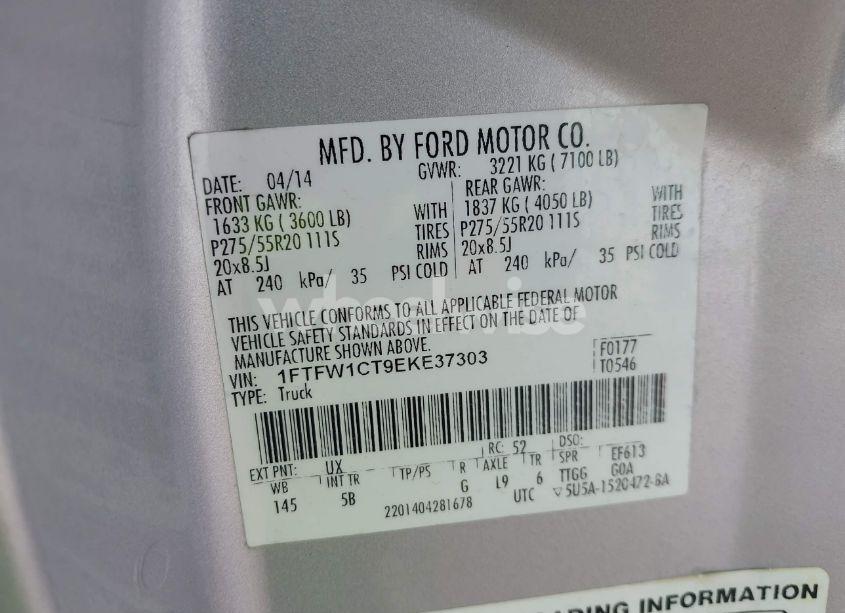 MFD. BY FORD MOTOR CO.
DATE: 04/14 GVWR: 3221 KG ( 7100 LB)
FRONT GAWR: REAR GAWR:
1633 KG ( 3600 LB) WITH 1837 KG ( 4050 LB) WITH
P275/55R20 111S TIRES P275/55R20 111S TIRES
20x8.5J RIMS 20x8.5J RIMS
AT 240 kPa/ 35 PSI COLD AT 240 kPa/ 35 PSI COLD
THIS VEHICLE CONFORMS TO ALL APPLICABLE FEDERAL MOTOR
VEHICLE SAFETY STANDARDS IN EFFECT ON THE DATE OF
MANUFACTURE SHOWN ABOVE.
VIN: 1FTFW1CT9EKE37303 F0177
TYPE: Truck T0546
EXT PNT: UX RC: 52 DSO:
WB INT TR TP/PS R AXLE TR SPR EF613
145 5B G L9 6 TTGG GOA
2201404281678 UTC 5U5A-1520472-BA
ADING INFORMATION